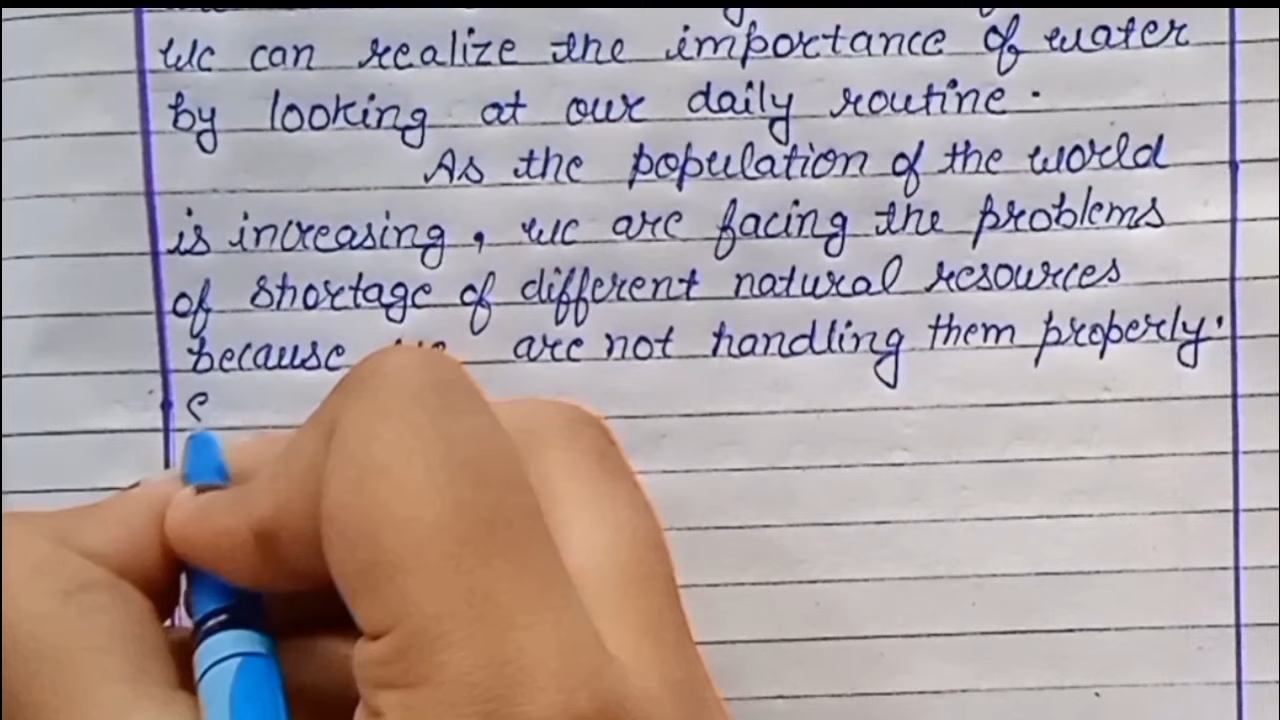 We can realize the importance of water
by looking at our daily routine.
As the population of the world
is increasing, we are facing the problems
of shortage of different natural resources
because we are not handling them properly.